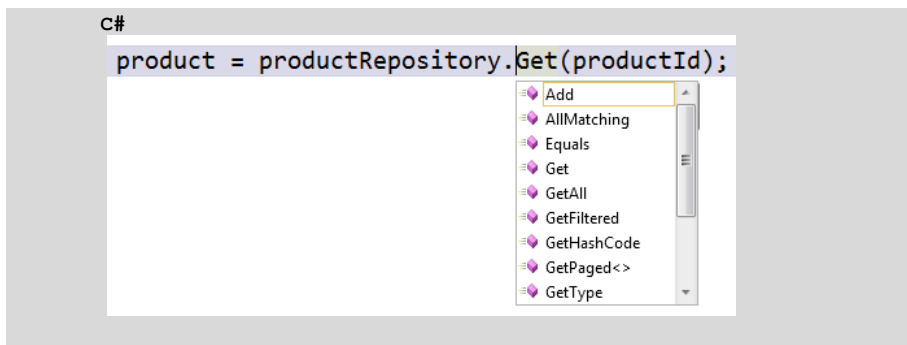 C#
product = productRepository.Get(productId);
Add
AllMatching
Equals
Get
GetAll
GetFiltered
GetHashCode
GetPaged<>
GetType